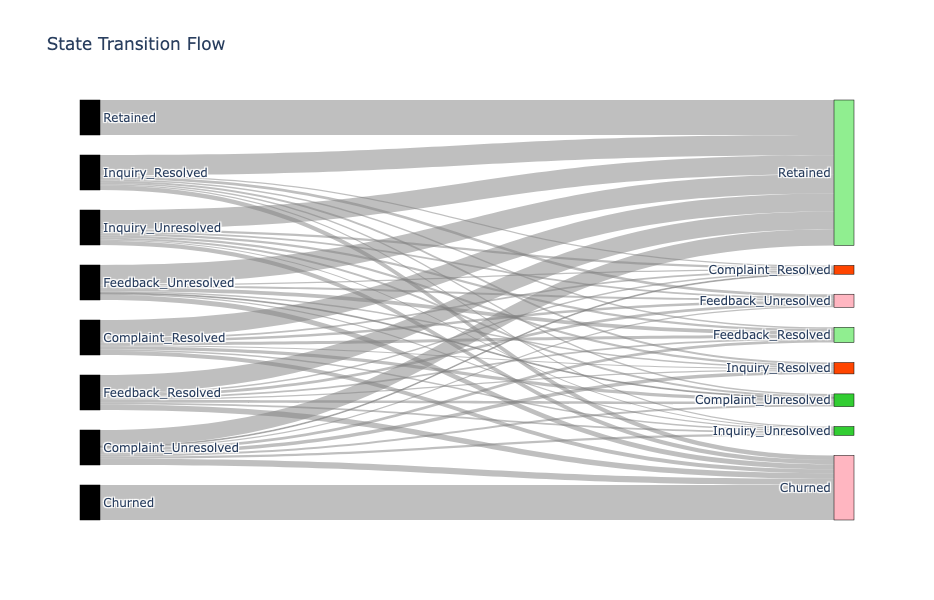 State Transition Flow
Retained
Inquiry_Resolved
Inquiry_Unresolved
Feedback_Unresolved
Complaint_Resolved
Feedback_Resolved
Complaint_Unresolved
Churned
Retained
Complaint_Resolved
Feedback_Unresolved
Feedback_Resolved
Inquiry_Resolved
Complaint_Unresolved
Inquiry_Unresolved
Churned